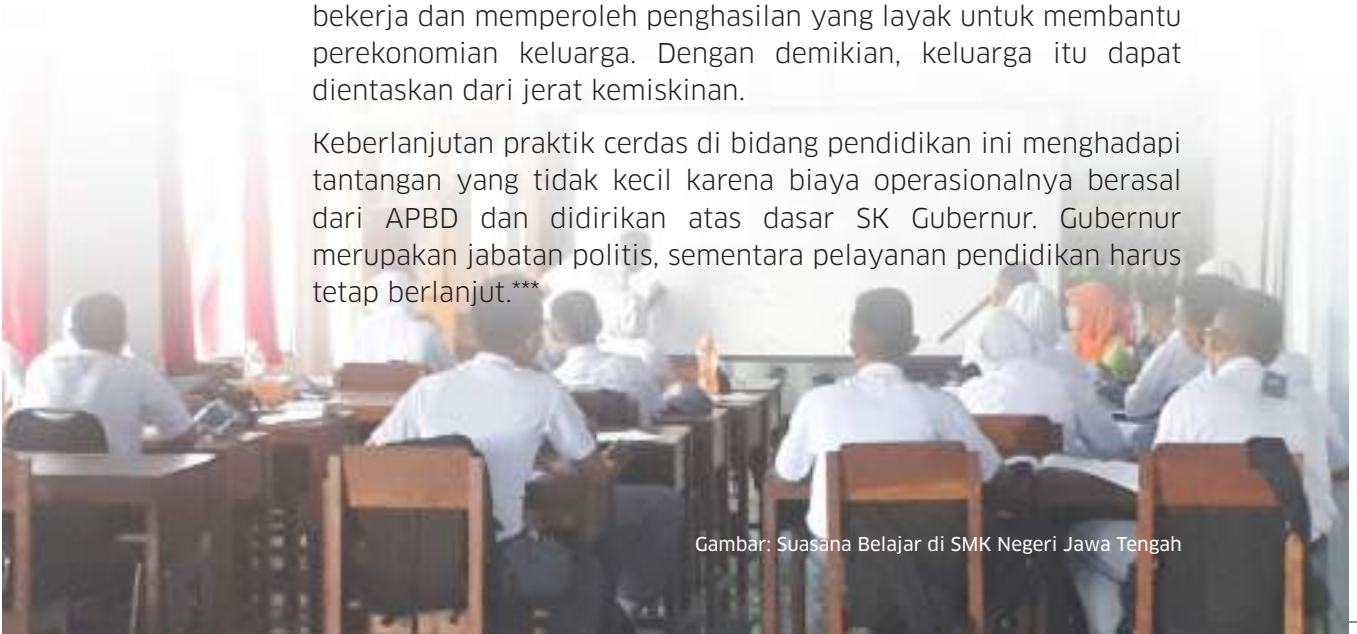 bekerja dan memperoleh penghasilan yang layak untuk membantu
perekonomian keluarga. Dengan demikian, keluarga itu dapat
dientaskan dari jerat kemiskinan.
Keberlanjutan praktik cerdas di bidang pendidikan ini menghadapi
tantangan yang tidak kecil karena biaya operasionalnya berasal
dari APBD dan didirikan atas dasar SK Gubernur. Gubernur
merupakan jabatan politis, sementara pelayanan pendidikan harus
tetap berlanjut.***
Gambar: Suasana Belajar di SMK Negeri Jawa Tengah